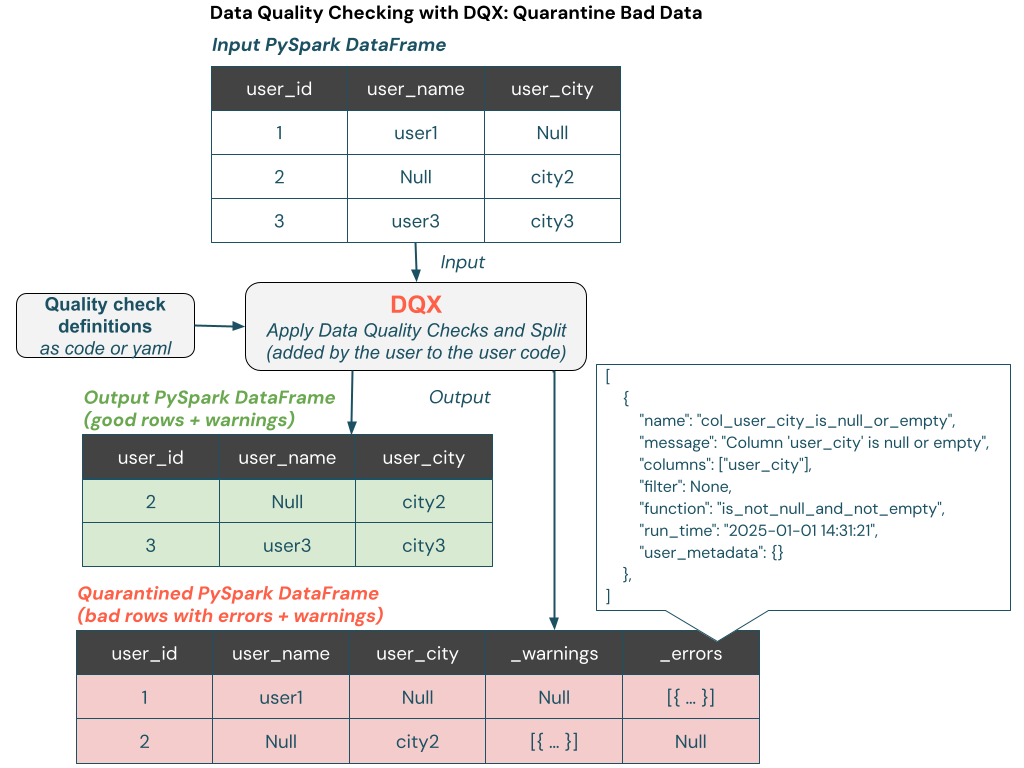 Data Quality Checking with DQX: Quarantine Bad Data
Input PySpark DataFrame
user_id user_name user_city
1 user1 Null
2 Null city2
3 user3 city3
Input
Quality check
definitions
as code or yaml
DQX
Apply Data Quality Checks and Split
(added by the user to the user code)
Output PySpark DataFrame
(good rows + warnings)
Output
user_id user_name user_city
2 Null city2
3 user3 city3
[
{
"name": "col_user_city_is_null_or_empty",
"message": "Column 'user_city' is null or empty",
"columns": ["user_city"],
"filter": None,
"function": "is_not_null_and_not_empty",
"run_time": "2025-01-01 14:31:21",
"user_metadata": {}
},
]
Quarantined PySpark DataFrame
(bad rows with errors + warnings)
user_id user_name user_city _warnings _errors
1 user1 Null Null [{ ... }]
2 Null city2 [{ ... }] Null